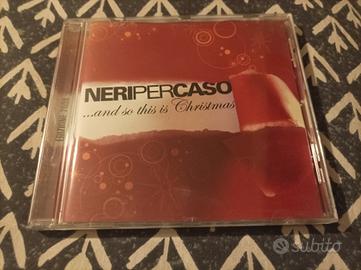 NERIPERCASO
...and so this is Christmas
subito